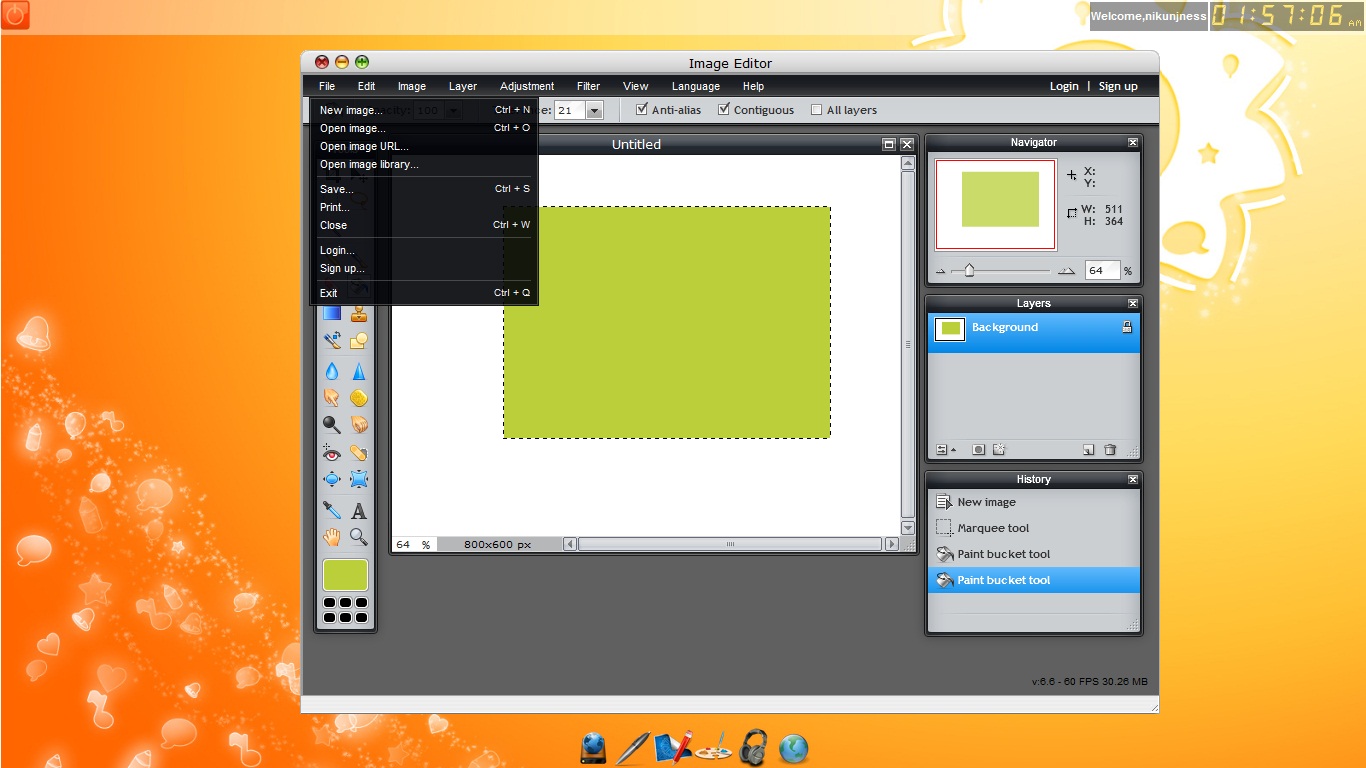 Welcome,nikunjness
01:57:06 AM
Image Editor
File Edit Image Layer Adjustment Filter View Language Help Login | Sign up
100 21 Anti-alias Contiguous All layers
New image... Ctrl + N
Open image... Ctrl + O
Open image URL...
Open image library...
Save... Ctrl + S
Print...
Close Ctrl + W
Login...
Sign up...
Exit Ctrl + Q
Untitled
64 % 800x600 px
Navigator
X:
Y:
W: 511
H: 364
64 %
Layers
Background
History
New image
Marquee tool
Paint bucket tool
Paint bucket tool
v:6.6 - 60 FPS 30.26 MB